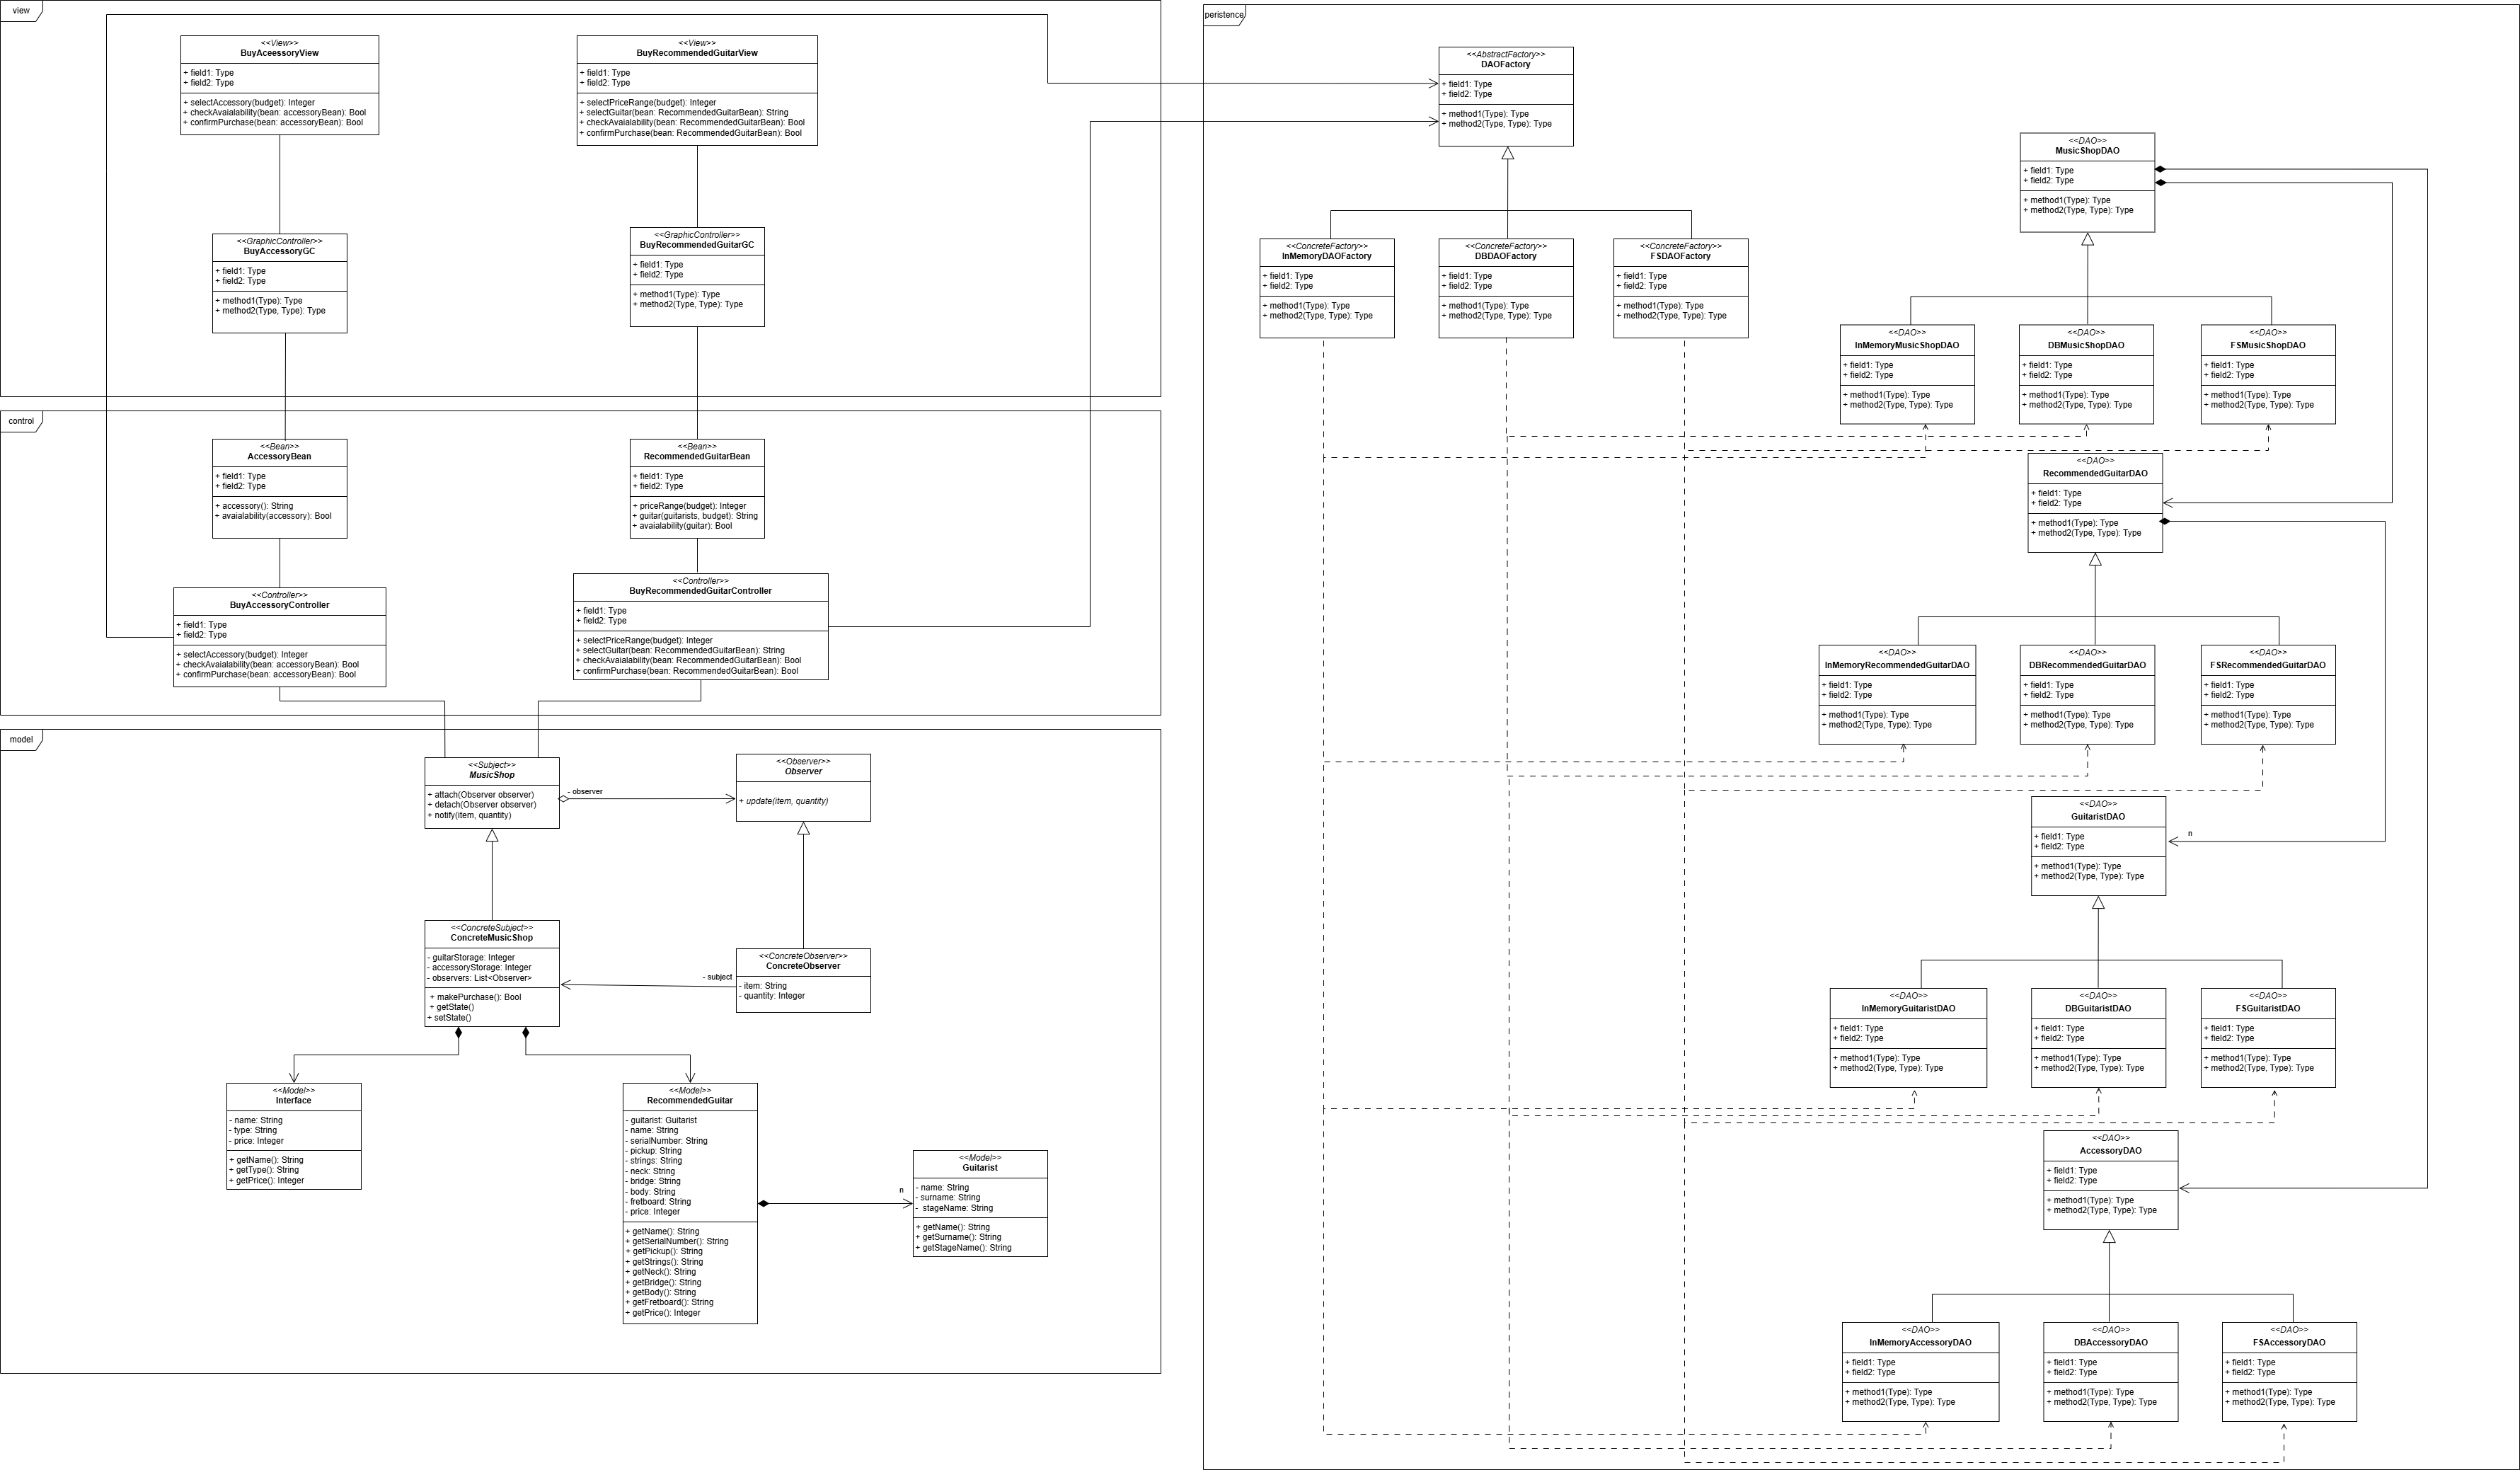 view
<<View>>
BuyAceessoryView
+ field1: Type
+ field2: Type
+ selectAccessory(budget): Integer
+ checkAvaialability(bean: accessoryBean): Bool
+ confirmPurchase(bean: accessoryBean): Bool
<<View>>
BuyRecommendedGuitarView
+ field1: Type
+ field2: Type
+ selectPriceRange(budget): Integer
+ selectGuitar(bean: RecommendedGuitarBean): String
+ checkAvaialability(bean: RecommendedGuitarBean): Bool
+ confirmPurchase(bean: RecommendedGuitarBean): Bool
<<GraphicController>>
BuyAccessoryGC
+ field1: Type
+ field2: Type
+ method1(Type): Type
+ method2(Type, Type): Type
<<GraphicController>>
BuyRecommendedGuitarGC
+ field1: Type
+ field2: Type
+ method1(Type): Type
+ method2(Type, Type): Type
control
<<Bean>>
AccessoryBean
+ field1: Type
+ field2: Type
+ accessory(): String
+ avaialability(accessory): Bool
<<Bean>>
RecommendedGuitarBean
+ field1: Type
+ field2: Type
+ priceRange(budget): Integer
+ guitar(guitarists, budget): String
+ avaialability(guitar): Bool
<<Controller>>
BuyAccessoryController
+ field1: Type
+ field2: Type
+ selectAccessory(budget): Integer
+ checkAvaialability(bean: accessoryBean): Bool
+ confirmPurchase(bean: accessoryBean): Bool
<<Controller>>
BuyRecommendedGuitarController
+ field1: Type
+ field2: Type
+ selectPriceRange(budget): Integer
+ selectGuitar(bean: RecommendedGuitarBean): String
+ checkAvaialability(bean: RecommendedGuitarBean): Bool
+ confirmPurchase(bean: RecommendedGuitarBean): Bool
model
<<Subject>>
MusicShop
+ attach(Observer observer)
+ detach(Observer observer)
+ notify(item, quantity)
- observer
<<Observer>>
Observer
+ update(item, quantity)
<<ConcreteSubject>>
ConcreteMusicShop
- guitarStorage: Integer
- accessoryStorage: Integer
- observers: List<Observer>
+ makePurchase(): Bool
+ getState()
+ setState()
- subject
<<ConcreteObserver>>
ConcreteObserver
- item: String
- quantity: Integer
<<Model>>
Interface
- name: String
- type: String
- price: Integer
+ getName(): String
+ getType(): String
+ getPrice(): Integer
<<Model>>
RecommendedGuitar
- guitarist: Guitarist
- name: String
- serialNumber: String
- pickup: String
- strings: String
- neck: String
- bridge: String
- body: String
- fretboard: String
- price: Integer
+ getName(): String
+ getSerialNumber(): String
+ getPickup(): String
+ getStrings(): String
+ getNeck(): String
+ getBridge(): String
+ getBody(): String
+ getFretboard(): String
+ getPrice(): Integer
n
<<Model>>
Guitarist
- name: String
- surname: String
- stageName: String
+ getName(): String
+ getSurname(): String
+ getStageName(): String
peristence
<<AbstractFactory>>
DAOFactory
+ field1: Type
+ field2: Type
+ method1(Type): Type
+ method2(Type, Type): Type
<<ConcreteFactory>>
InMemoryDAOFactory
+ field1: Type
+ field2: Type
+ method1(Type): Type
+ method2(Type, Type): Type
<<ConcreteFactory>>
DBDAOFactory
+ field1: Type
+ field2: Type
+ method1(Type): Type
+ method2(Type, Type): Type
<<ConcreteFactory>>
FSDAOFactory
+ field1: Type
+ field2: Type
+ method1(Type): Type
+ method2(Type, Type): Type
<<DAO>>
MusicShopDAO
+ field1: Type
+ field2: Type
+ method1(Type): Type
+ method2(Type, Type): Type
<<DAO>>
InMemoryMusicShopDAO
+ field1: Type
+ field2: Type
+ method1(Type): Type
+ method2(Type, Type): Type
<<DAO>>
DBMusicShopDAO
+ field1: Type
+ field2: Type
+ method1(Type): Type
+ method2(Type, Type): Type
<<DAO>>
FSMusicShopDAO
+ field1: Type
+ field2: Type
+ method1(Type): Type
+ method2(Type, Type): Type
<<DAO>>
RecommendedGuitarDAO
+ field1: Type
+ field2: Type
+ method1(Type): Type
+ method2(Type, Type): Type
<<DAO>>
InMemoryRecommendedGuitarDAO
+ field1: Type
+ field2: Type
+ method1(Type): Type
+ method2(Type, Type): Type
<<DAO>>
DBRecommendedGuitarDAO
+ field1: Type
+ field2: Type
+ method1(Type): Type
+ method2(Type, Type): Type
<<DAO>>
FSRecommendedGuitarDAO
+ field1: Type
+ field2: Type
+ method1(Type): Type
+ method2(Type, Type): Type
<<DAO>>
GuitaristDAO
+ field1: Type
+ field2: Type
+ method1(Type): Type
+ method2(Type, Type): Type
n
<<DAO>>
InMemoryGuitaristDAO
+ field1: Type
+ field2: Type
+ method1(Type): Type
+ method2(Type, Type): Type
<<DAO>>
DBGuitaristDAO
+ field1: Type
+ field2: Type
+ method1(Type): Type
+ method2(Type, Type): Type
<<DAO>>
FSGuitaristDAO
+ field1: Type
+ field2: Type
+ method1(Type): Type
+ method2(Type, Type): Type
<<DAO>>
AccessoryDAO
+ field1: Type
+ field2: Type
+ method1(Type): Type
+ method2(Type, Type): Type
<<DAO>>
InMemoryAccessoryDAO
+ field1: Type
+ field2: Type
+ method1(Type): Type
+ method2(Type, Type): Type
<<DAO>>
DBAccessoryDAO
+ field1: Type
+ field2: Type
+ method1(Type): Type
+ method2(Type, Type): Type
<<DAO>>
FSAccessoryDAO
+ field1: Type
+ field2: Type
+ method1(Type): Type
+ method2(Type, Type): Type